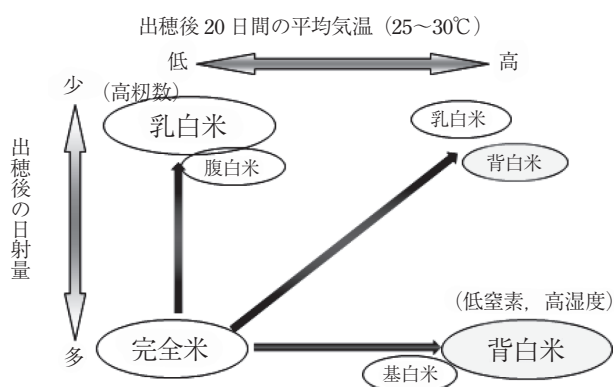 出穂後 20 日間の平均気温（25～30℃）
低
高
少
（高籾数）
乳白米
腹白米
乳白米
背白米
出穂後の日射量
（低窒素，高湿度）
多
完全米
背白米
基白米